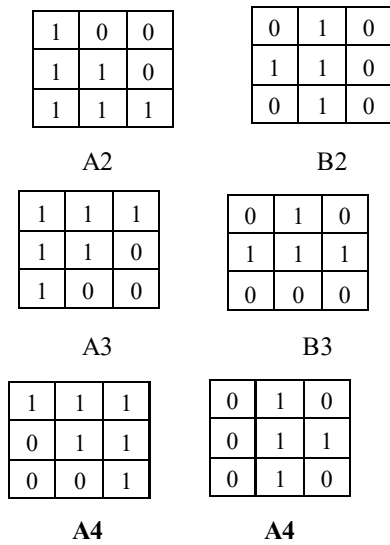 1 0 0 0 1 0
1 1 0 1 1 0
1 1 1 0 1 0
A2 B2
1 1 1 0 1 0
1 1 0 1 1 1
1 0 0 0 0 0
A3 B3
1 1 1 0 1 0
0 1 1 0 1 1
0 0 1 0 1 0
A4 A4